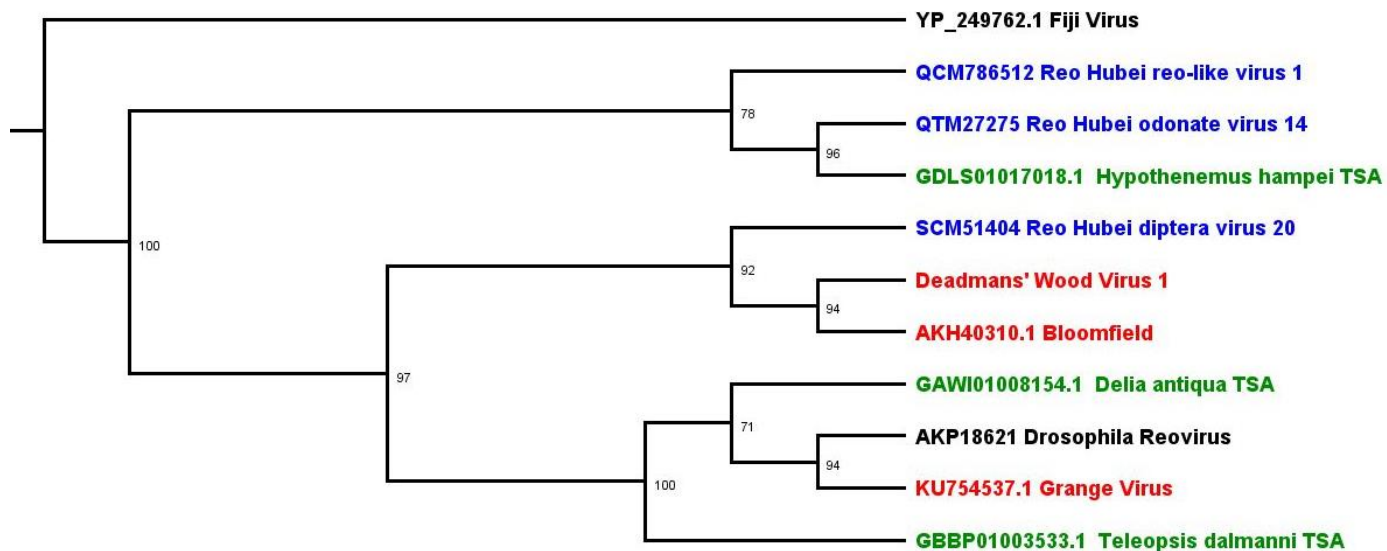 YP_249762.1 Fiji Virus
QCM786512 Reo Hubei reo-like virus 1
78
QTM27275 Reo Hubei odonate virus 14
96
GDLS01017018.1 Hypothenemus hampei TSA
SCM51404 Reo Hubei diptera virus 20
100
92
Deadmans' Wood Virus 1
94
AKH40310.1 Bloomfield
97
GAWI01008154.1 Delia antiqua TSA
71
AKP18621 Drosophila Reovirus
94
KU754537.1 Grange Virus
100
GBBP01003533.1 Teleopsis dalmanni TSA